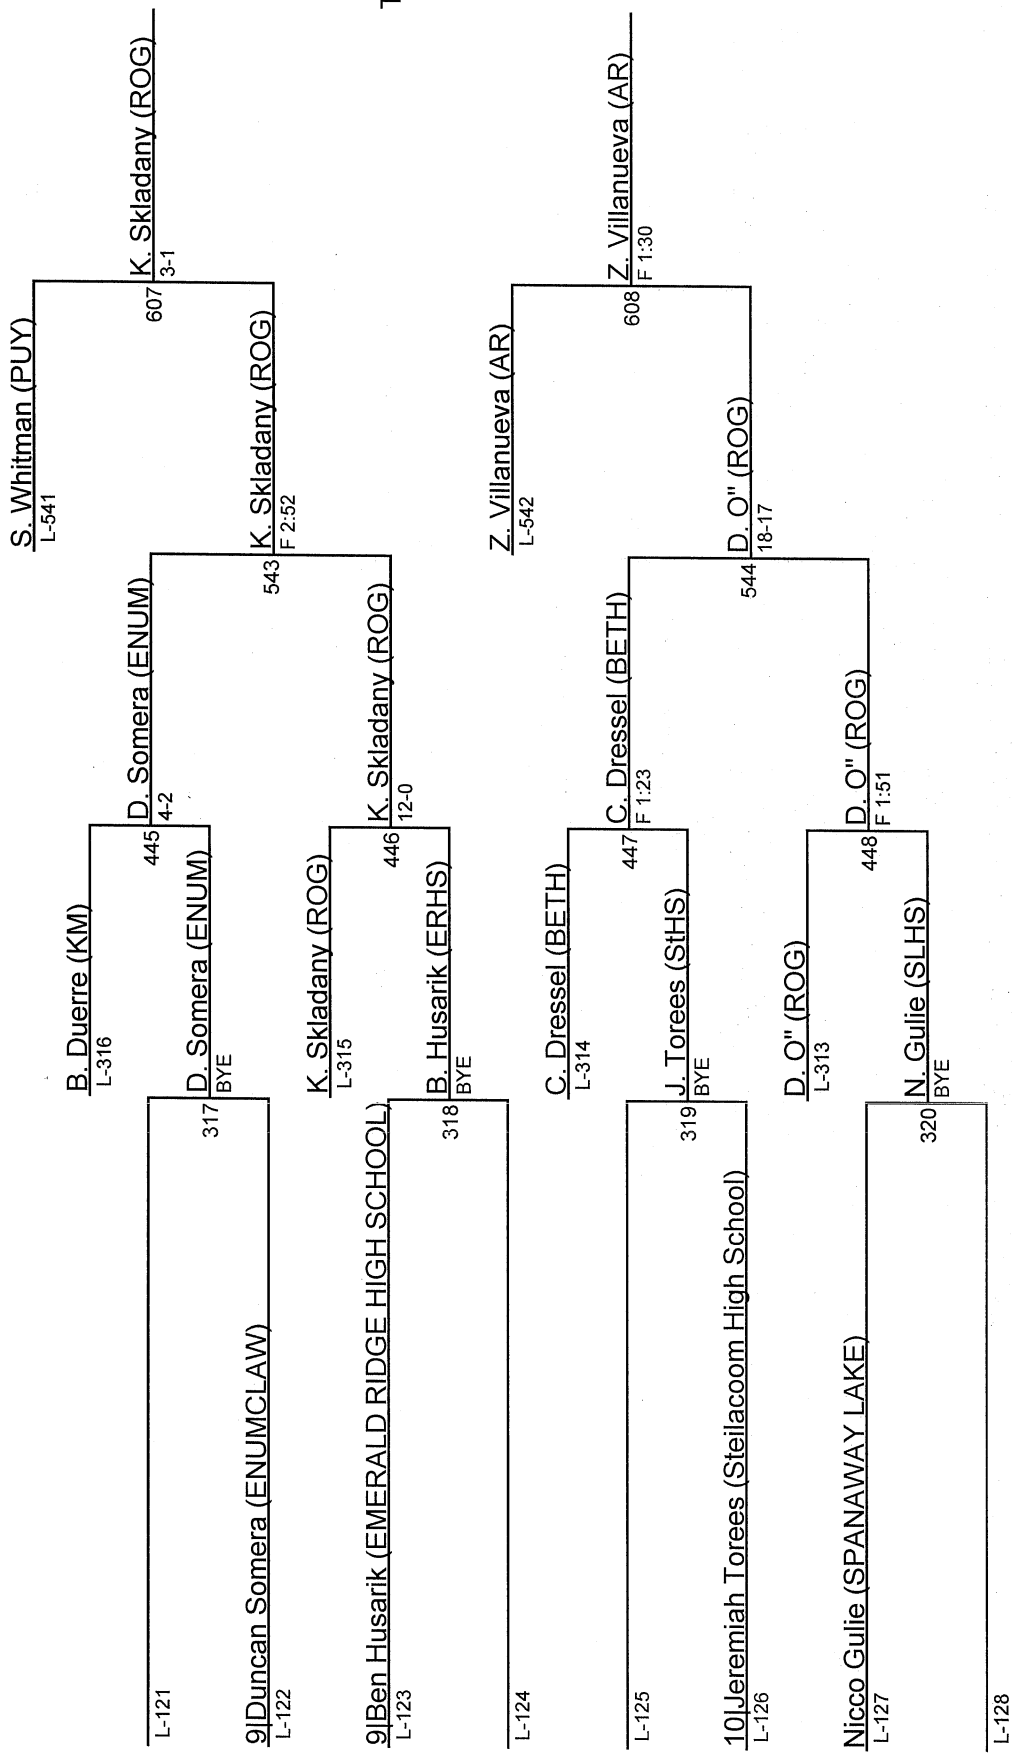 L-121
9|Duncan Somera (ENUMCLAW)
L-122
9|Ben Husarik (EMERALD RIDGE HIGH SCHOOL)
L-123
L-124
L-125
10|Jeremiah Torees (Steilacoom High School)
L-126
Nicco Gulie (SPANAWAY LAKE)
L-127
L-128
B. Duerre (KM)
L-316
317
D. Somera (ENUM)
BYE
K. Skladany (ROG)
L-315
318
B. Husarik (ERHS)
BYE
C. Dressel (BETH)
L-314
319
J. Torees (StHS)
BYE
D. O" (ROG)
L-313
320
N. Gulie (SLHS)
BYE
445
D. Somera (ENUM)
4-2
446
K. Skladany (ROG)
12-0
447
C. Dressel (BETH)
F 1:23
448
D. O" (ROG)
F 1:51
S. Whitman (PUY)
L-541
543
K. Skladany (ROG)
F 2:52
Z. Villanueva (AR)
L-542
544
D. O" (ROG)
18-17
607
K. Skladany (ROG)
3-1
608
Z. Villanueva (AR)
F 1:30